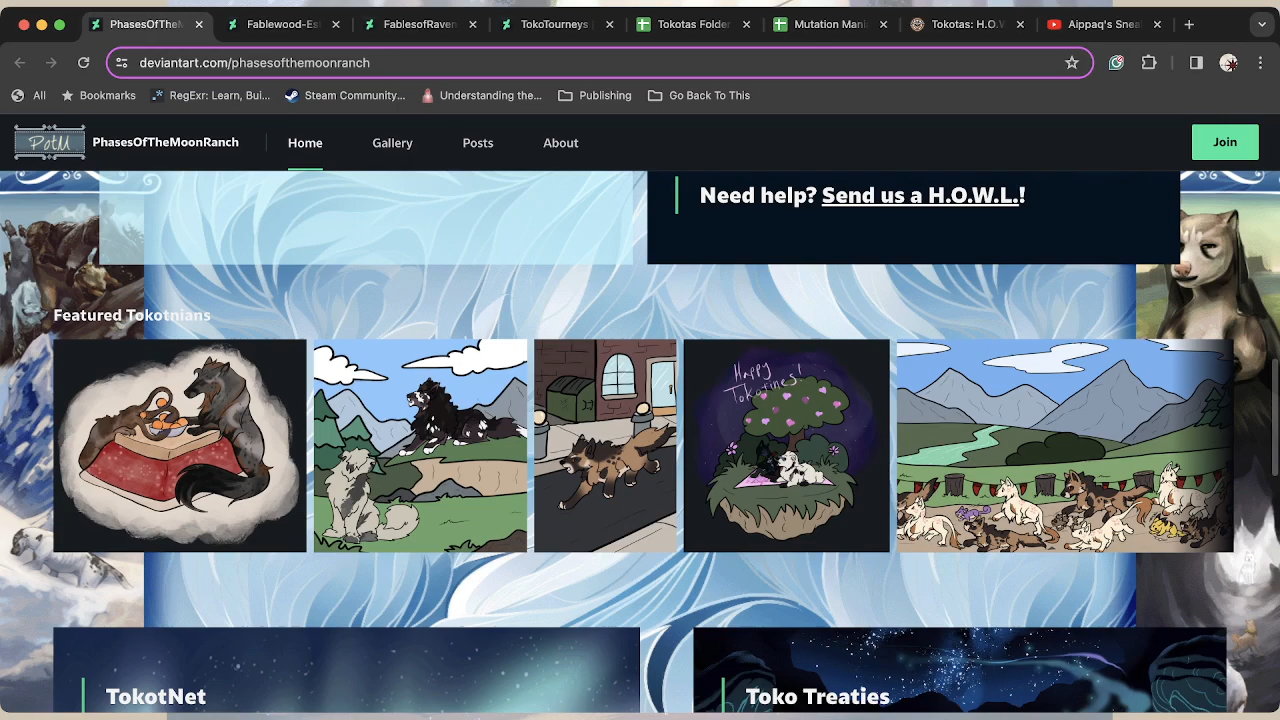 PhasesOfTheM
Fablewood-Es
FablesofRaven
TokoTourneys
Tokotas Folder
Mutation Mani
Tokotas: H.O.W
Aippaq's Snea
deviantart.com/phasesofthemoonranch
All
Bookmarks
RegExr: Learn, Bui...
Steam Community...
Understanding the...
Publishing
Go Back To This
PotM
PhasesOfTheMoonRanch
Home
Gallery
Posts
About
Join
Need help? Send us a H.O.W.L.!
Featured Tokotnians
Happy
Tokotines!
TokotNet
Toko Treaties